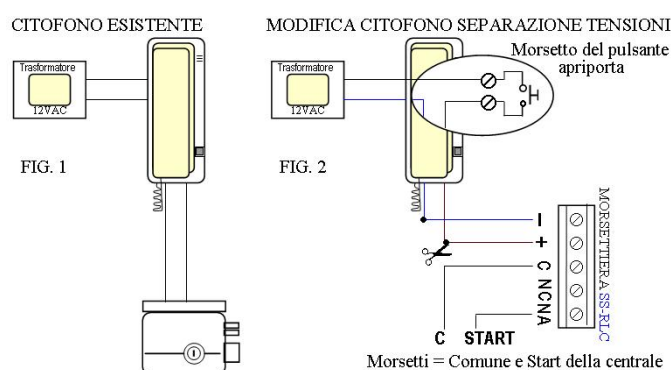 CITOFONO ESISTENTE
MODIFICA CITOFONO SEPARAZIONE TENSIONI
Trasformatore
12VAC
FIG. 1
Trasformatore
12VAC
FIG. 2
Morsetto del pulsante
apriporta
–
+
C
NC
NA
MORSETTIERA SS-RLC
C
START
Morsetti = Comune e Start della centrale